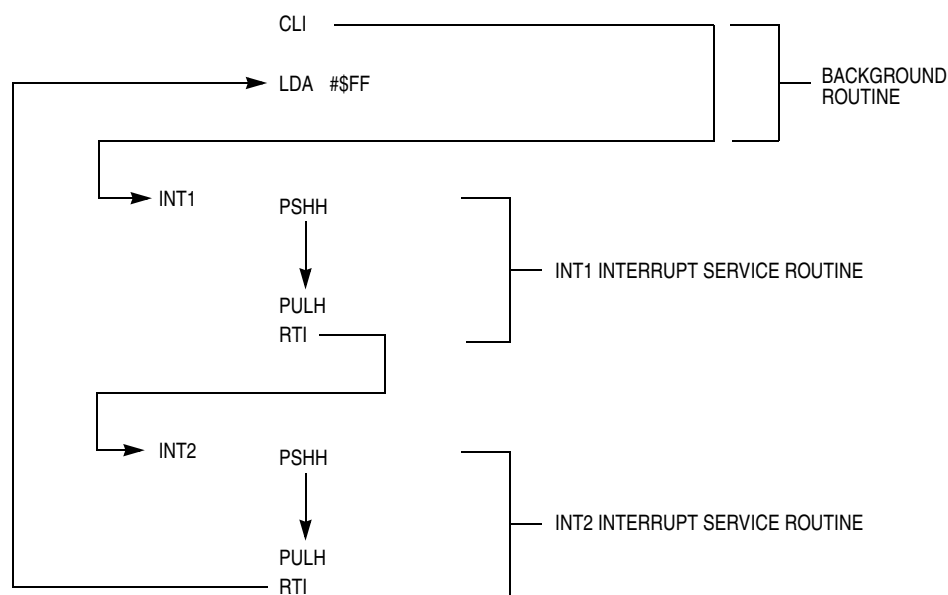 CLI
LDA #$FF
BACKGROUND
ROUTINE
INT1
PSHH
INT1 INTERRUPT SERVICE ROUTINE
PULH
RTI
INT2
PSHH
INT2 INTERRUPT SERVICE ROUTINE
PULH
RTI